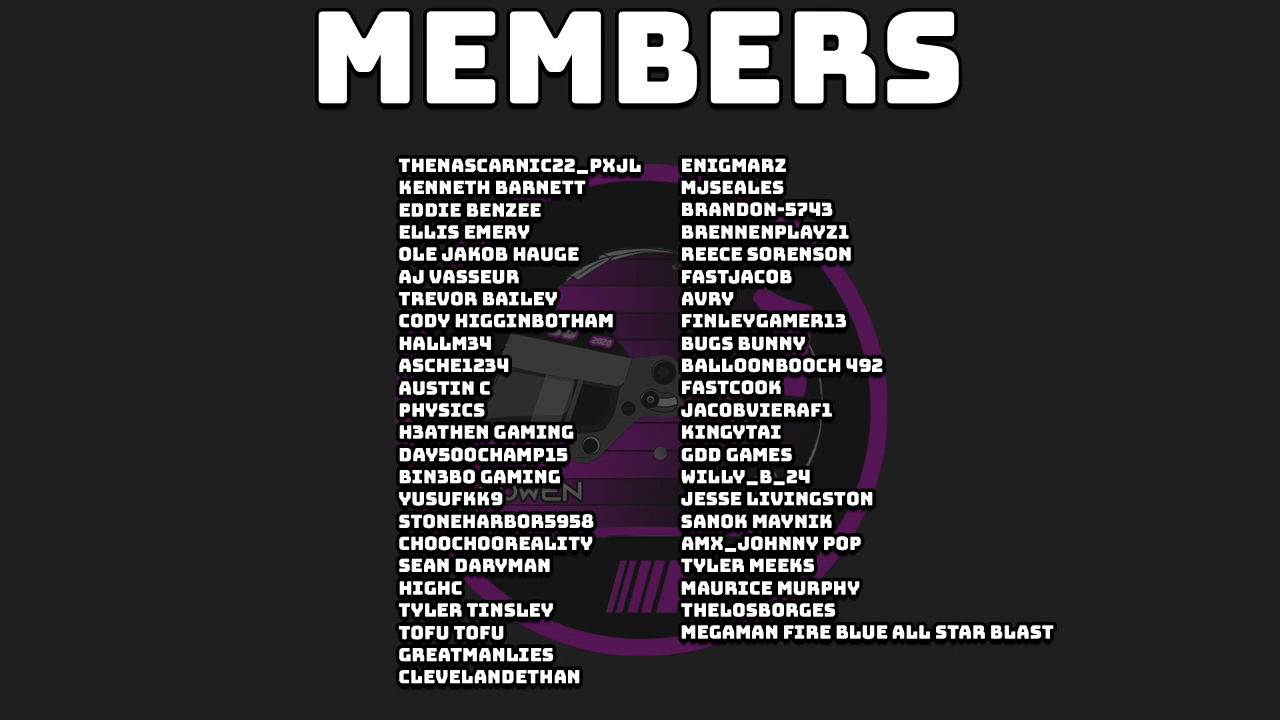 MEMBERS
THENASCARNIC22_PXJL
KENNETH BARNETT
EDDIE BENZEE
ELLIS EMERY
OLE JAKOB HAUGE
AJ VASSEUR
TREVOR BAILEY
CODY HIGGINBOTHAM
HALLM34
ASCHE1234
AUSTIN C
PHYSICS
H3ATHEN GAMING
DAY500CHAMP15
BIN3BO GAMING
YUSUFKK9
STONEHARBOR5958
CHOOCHOOREALITY
SEAN DARYMAN
HIGHC
TYLER TINSLEY
TOFU TOFU
GREATMANLIES
CLEVELANDETHAN
ENIGMARZ
MJSEALES
BRANDON-5743
BRENNENPLAYZ1
REECE SORENSON
FASTJACOB
AVRY
FINLEYGAMER13
BUGS BUNNY
BALLOONBOOCH 492
FASTCOOK
JACOBVIERAF1
KINGYTAI
GDD GAMES
WILLY_B_24
JESSE LIVINGSTON
SANOK MAYNIK
AMX_JOHNNY POP
TYLER MEEKS
MAURICE MURPHY
THELOSBORGES
MEGAMAN FIRE BLUE ALL STAR BLAST
2020